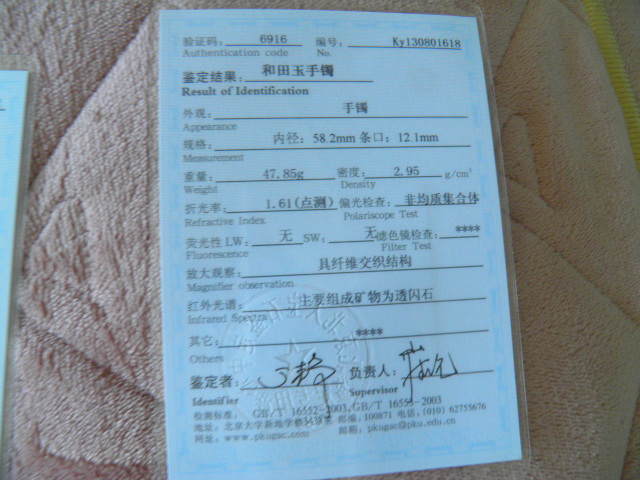 验证码: 6916 编号: Ky130801618
Authentication code No.
鉴定结果: 和田玉手镯
Result of Identification
外观: 手镯
Appearance
规格: 内径: 58.2mm 条口: 12.1mm
Measurement
重量: 47.85g 密度: 2.95 g/cm³
Weight Density
折光率: 1.61(点测) 偏光检查: 非均质集合体
Refractive Index Polariscope Test
荧光性 LW: 无 SW: 无 滤色镜检查: ****
Fluorescence Filter Test
放大观察: 具纤维交织结构
Magnifier observation
红外光谱: 主要组成矿物为透闪石
Infrared Spectra
其它: ****
Others
鉴定者: 负责人:
Identifier Supervisor
检测标准: GB/T 16552-2003,GB/T 16553-2003
地址: 北京大学新地学楼 邮编: 100871 电话: (010) 62755676
网址: www.pkugac.com 邮箱: pkugac@pku.edu.cn